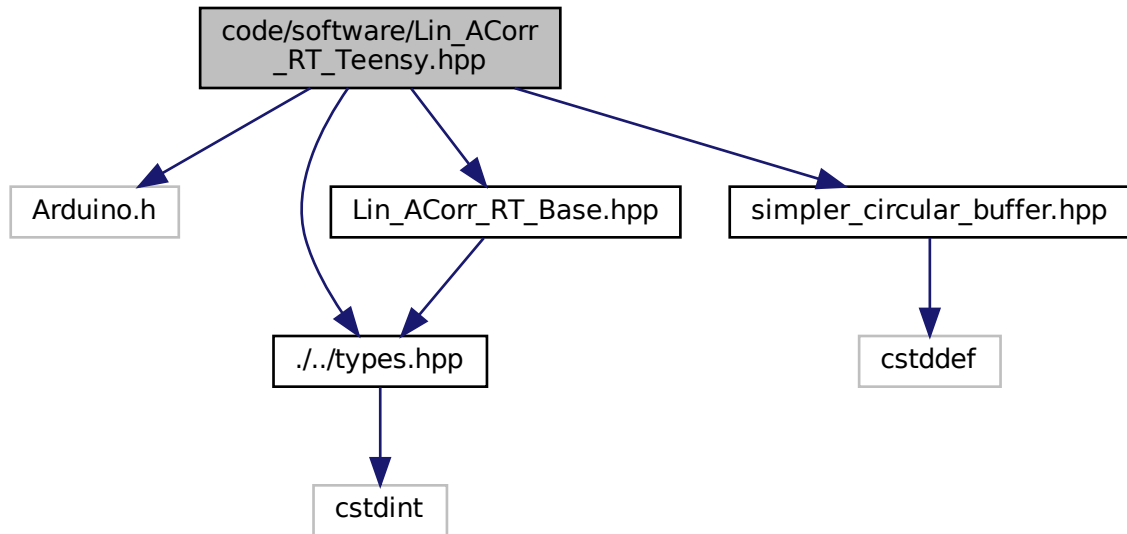 code/software/Lin_ACorr
_RT_Teensy.hpp
Arduino.h
Lin_ACorr_RT_Base.hpp
simpler_circular_buffer.hpp
./../types.hpp
cstddef
cstdint